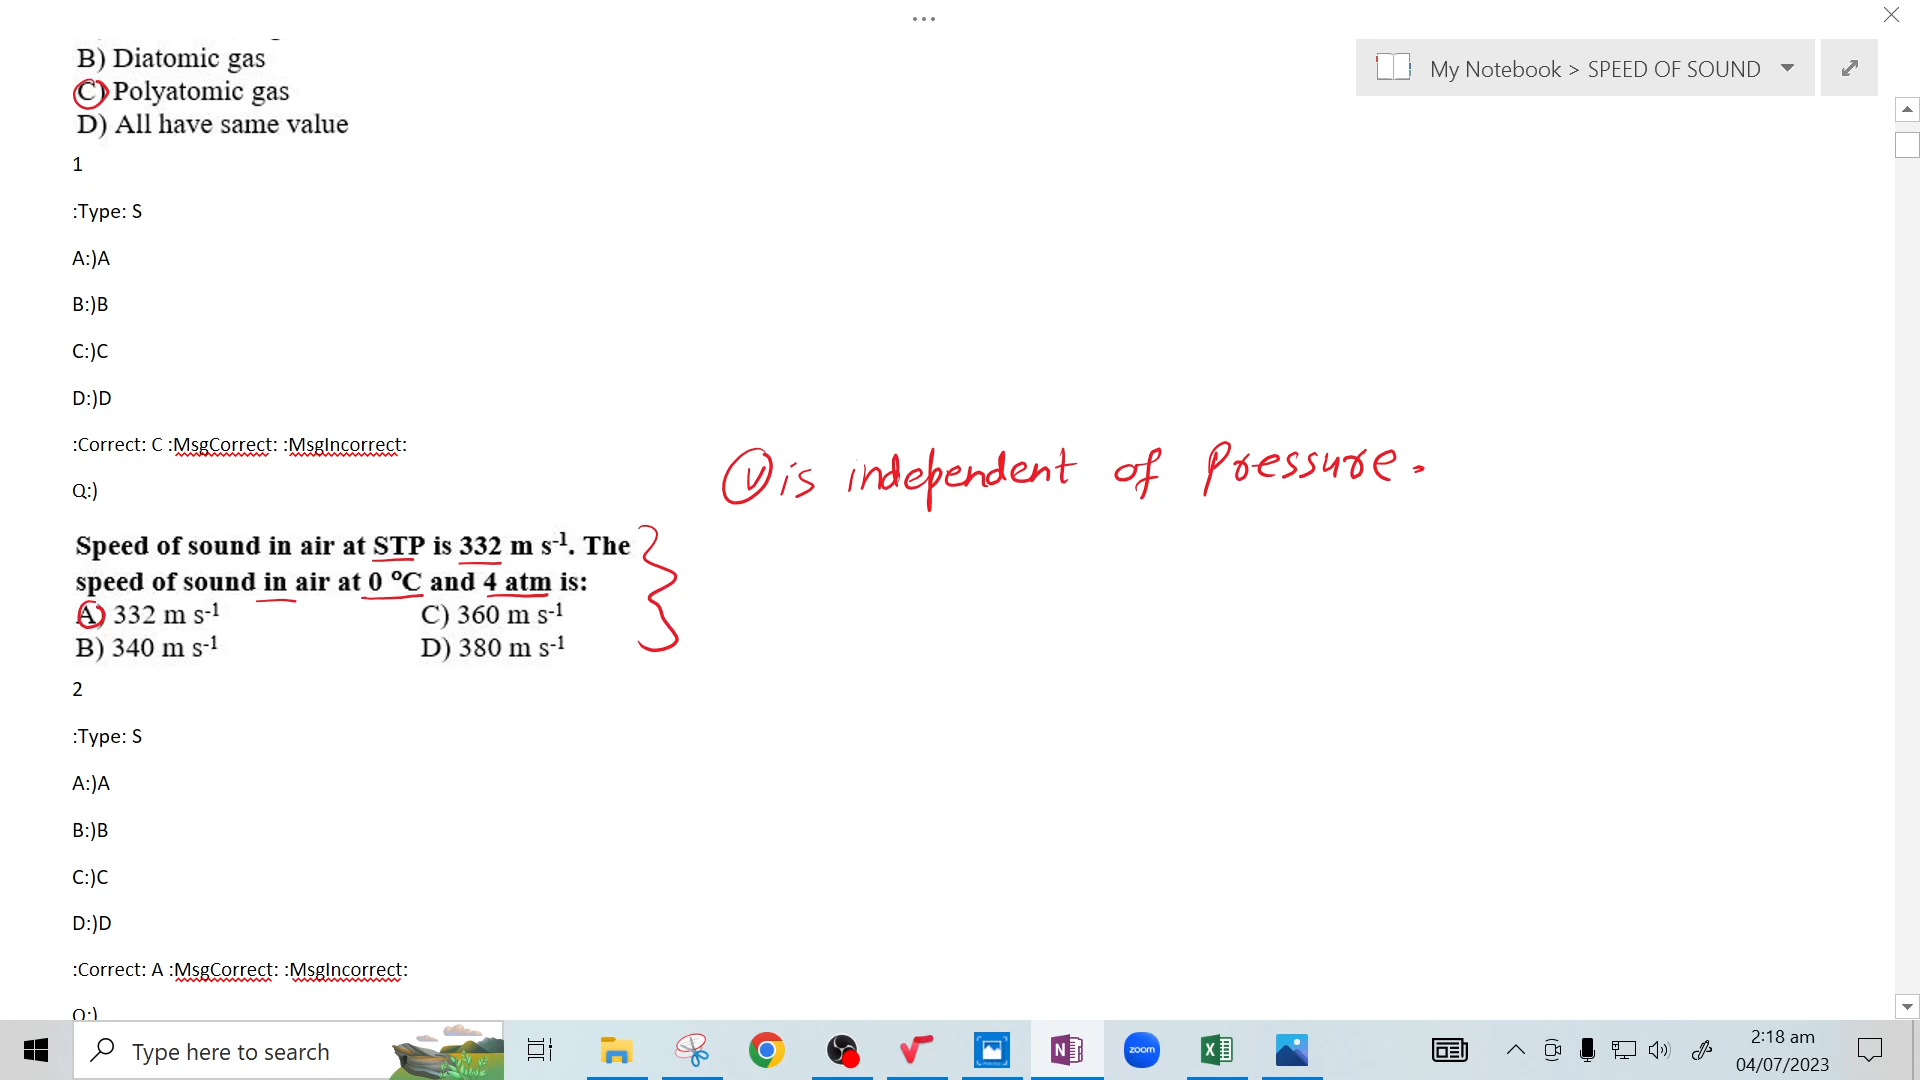 B) Diatomic gas
C) Polyatomic gas
D) All have same value
My Notebook > SPEED OF SOUND
1
:Type: S
A:)A
B:)B
C:)C
D:)D
:Correct: C :MsgCorrect: :MsgIncorrect:
Q:)
V is independent of Pressure.
Speed of sound in air at STP is 332 m s⁻¹. The
speed of sound in air at 0 °C and 4 atm is:
A) 332 m s⁻¹ C) 360 m s⁻¹
B) 340 m s⁻¹ D) 380 m s⁻¹
2
:Type: S
A:)A
B:)B
C:)C
D:)D
:Correct: A :MsgCorrect: :MsgIncorrect:
Q:)
Type here to search
zoom
2:18 am
04/07/2023